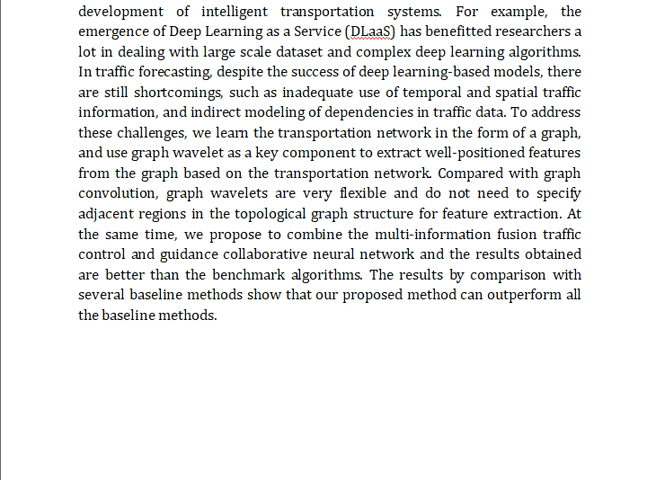 development of intelligent transportation systems. For example, the
emergence of Deep Learning as a Service (DLaaS) has benefitted researchers a
lot in dealing with large scale dataset and complex deep learning algorithms.
In traffic forecasting, despite the success of deep learning-based models, there
are still shortcomings, such as inadequate use of temporal and spatial traffic
information, and indirect modeling of dependencies in traffic data. To address
these challenges, we learn the transportation network in the form of a graph,
and use graph wavelet as a key component to extract well-positioned features
from the graph based on the transportation network. Compared with graph
convolution, graph wavelets are very flexible and do not need to specify
adjacent regions in the topological graph structure for feature extraction. At
the same time, we propose to combine the multi-information fusion traffic
control and guidance collaborative neural network and the results obtained
are better than the benchmark algorithms. The results by comparison with
several baseline methods show that our proposed method can outperform all
the baseline methods.